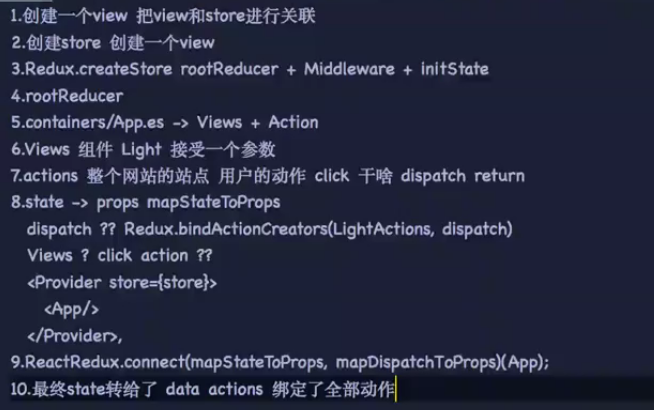 1.创建一个view 把view和store进行关联
2.创建store 创建一个view
3.Redux.createStore rootReducer + Middleware + initState
4.rootReducer
5.containers/App.es -> Views + Action
6.Views 组件 Light 接受一个参数
7.actions 整个网站的站点 用户的动作 click 干啥 dispatch return
8.state -> props mapStateToProps
dispatch ?? Redux.bindActionCreators(LightActions, dispatch)
Views ? click action ??
<Provider store={store}>
<App/>
</Provider>,
9.ReactRedux.connect(mapStateToProps, mapDispatchToProps)(App);
10.最终state转给了 data actions 绑定了全部动作